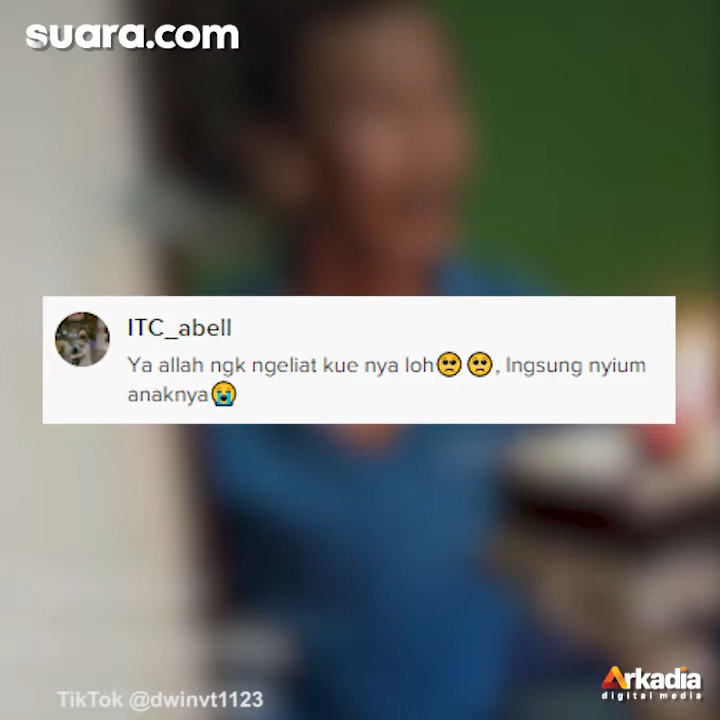 suara.com
ITC_abell
Ya allah ngk ngeliat kue nya loh🥺🥺, lngsung nyium
anaknya😭
TikTok @dwinvt1123
Arkadia
digital media